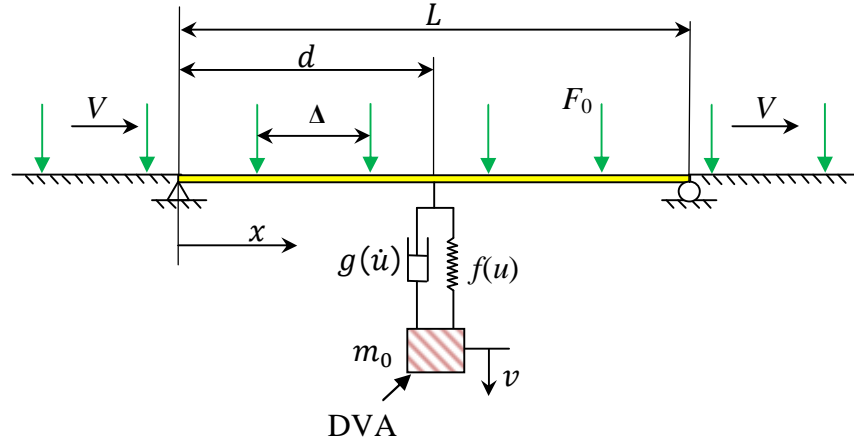 L
d
V
Δ
F₀
V
x
g(u̇)
f(u)
m₀
v
DVA